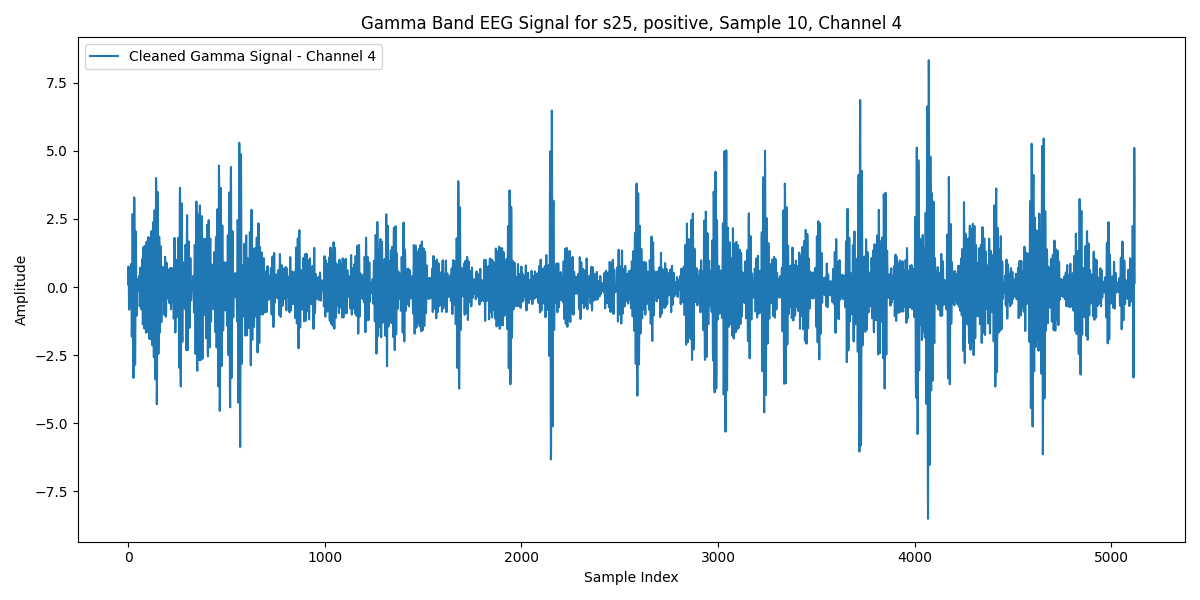 Gamma Band EEG Signal for s25, positive, Sample 10, Channel 4
Cleaned Gamma Signal - Channel 4
7.5
5.0
2.5
0.0
−2.5
−5.0
−7.5
Amplitude
0 1000 2000 3000 4000 5000
Sample Index